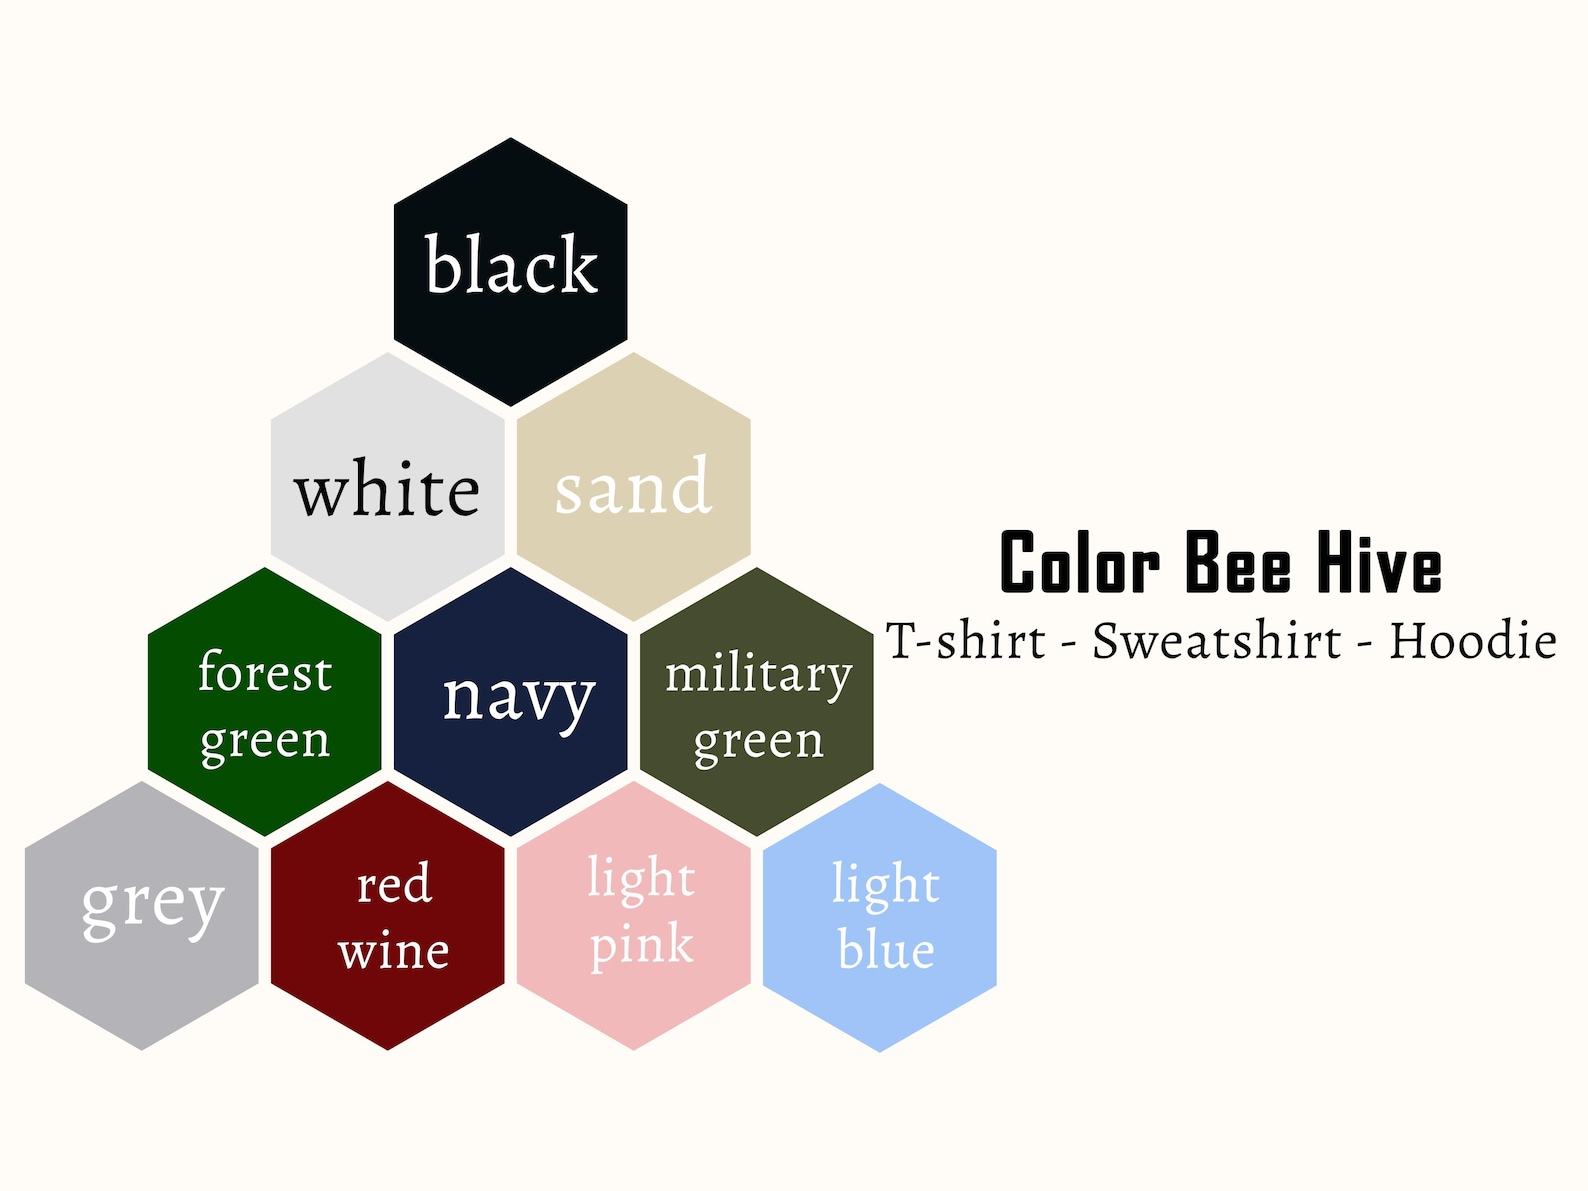 black
white
sand
forest
green
navy
military
green
grey
red
wine
light
pink
light
blue
Color Bee Hive
T-shirt - Sweatshirt - Hoodie